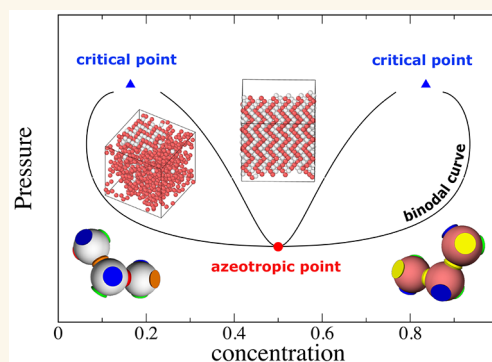 critical point
critical point
Pressure
binodal curve
azeotropic point
0
0.2
0.4
0.6
0.8
concentration